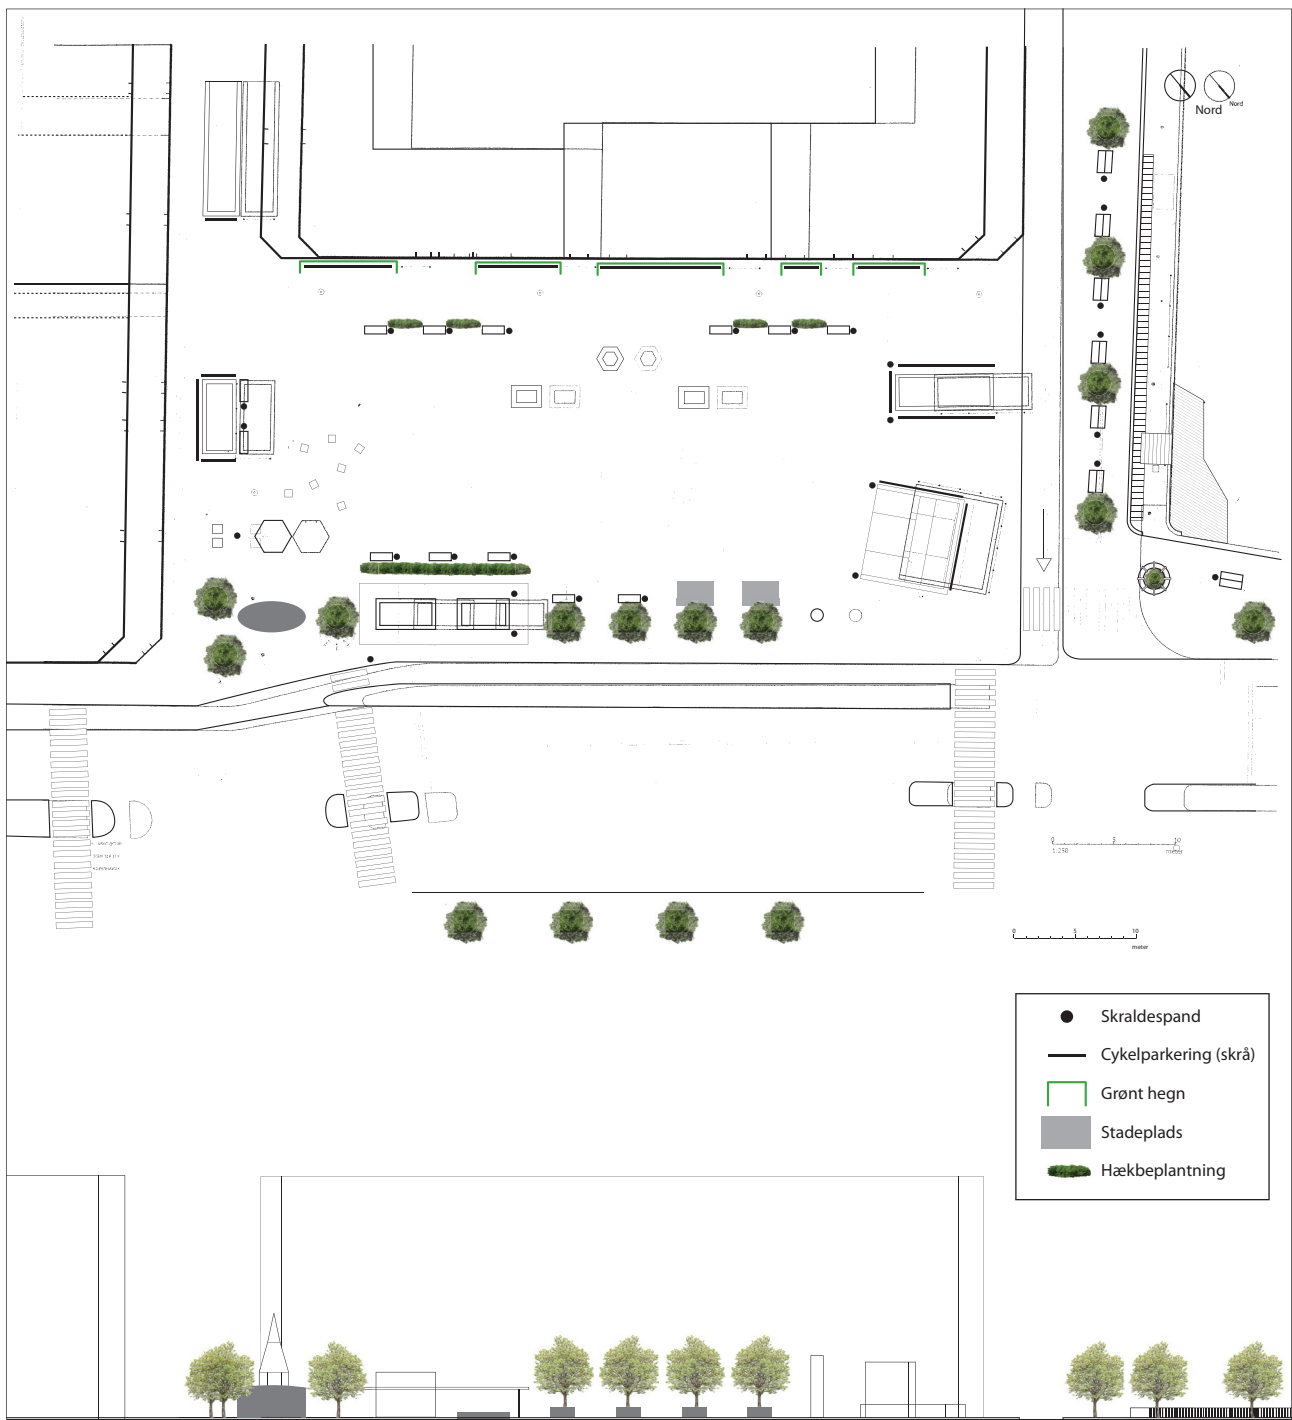 Nord
Nord
0 5 10
1:250 meter
0 5 10
meter
Skraldespand
Cykelparkering (skrå)
Grønt hegn
Stadeplads
Hækbeplantning